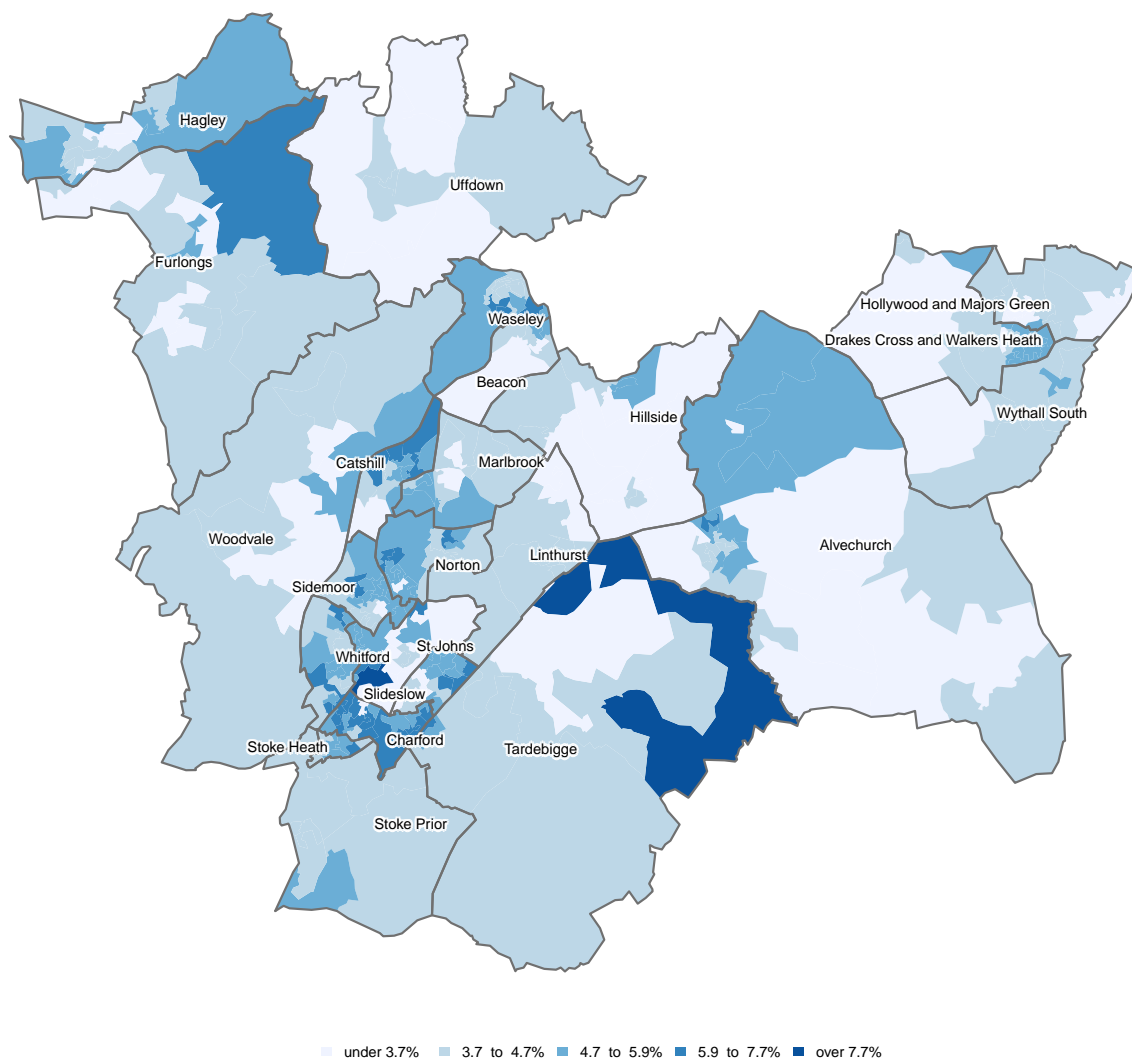 Hagley
Uffdown
Furlongs
Hollywood and Majors Green
Waseley
Drakes Cross and Walkers Heath
Beacon
Wythall South
Hillside
Catshill
Marlbrook
Woodvale
Alvechurch
Linthurst
Norton
Sidemoor
St Johns
Whitford
Slideslow
Charford
Stoke Heath
Tardebigge
Stoke Prior
under 3.7% 3.7 to 4.7% 4.7 to 5.9% 5.9 to 7.7% over 7.7%